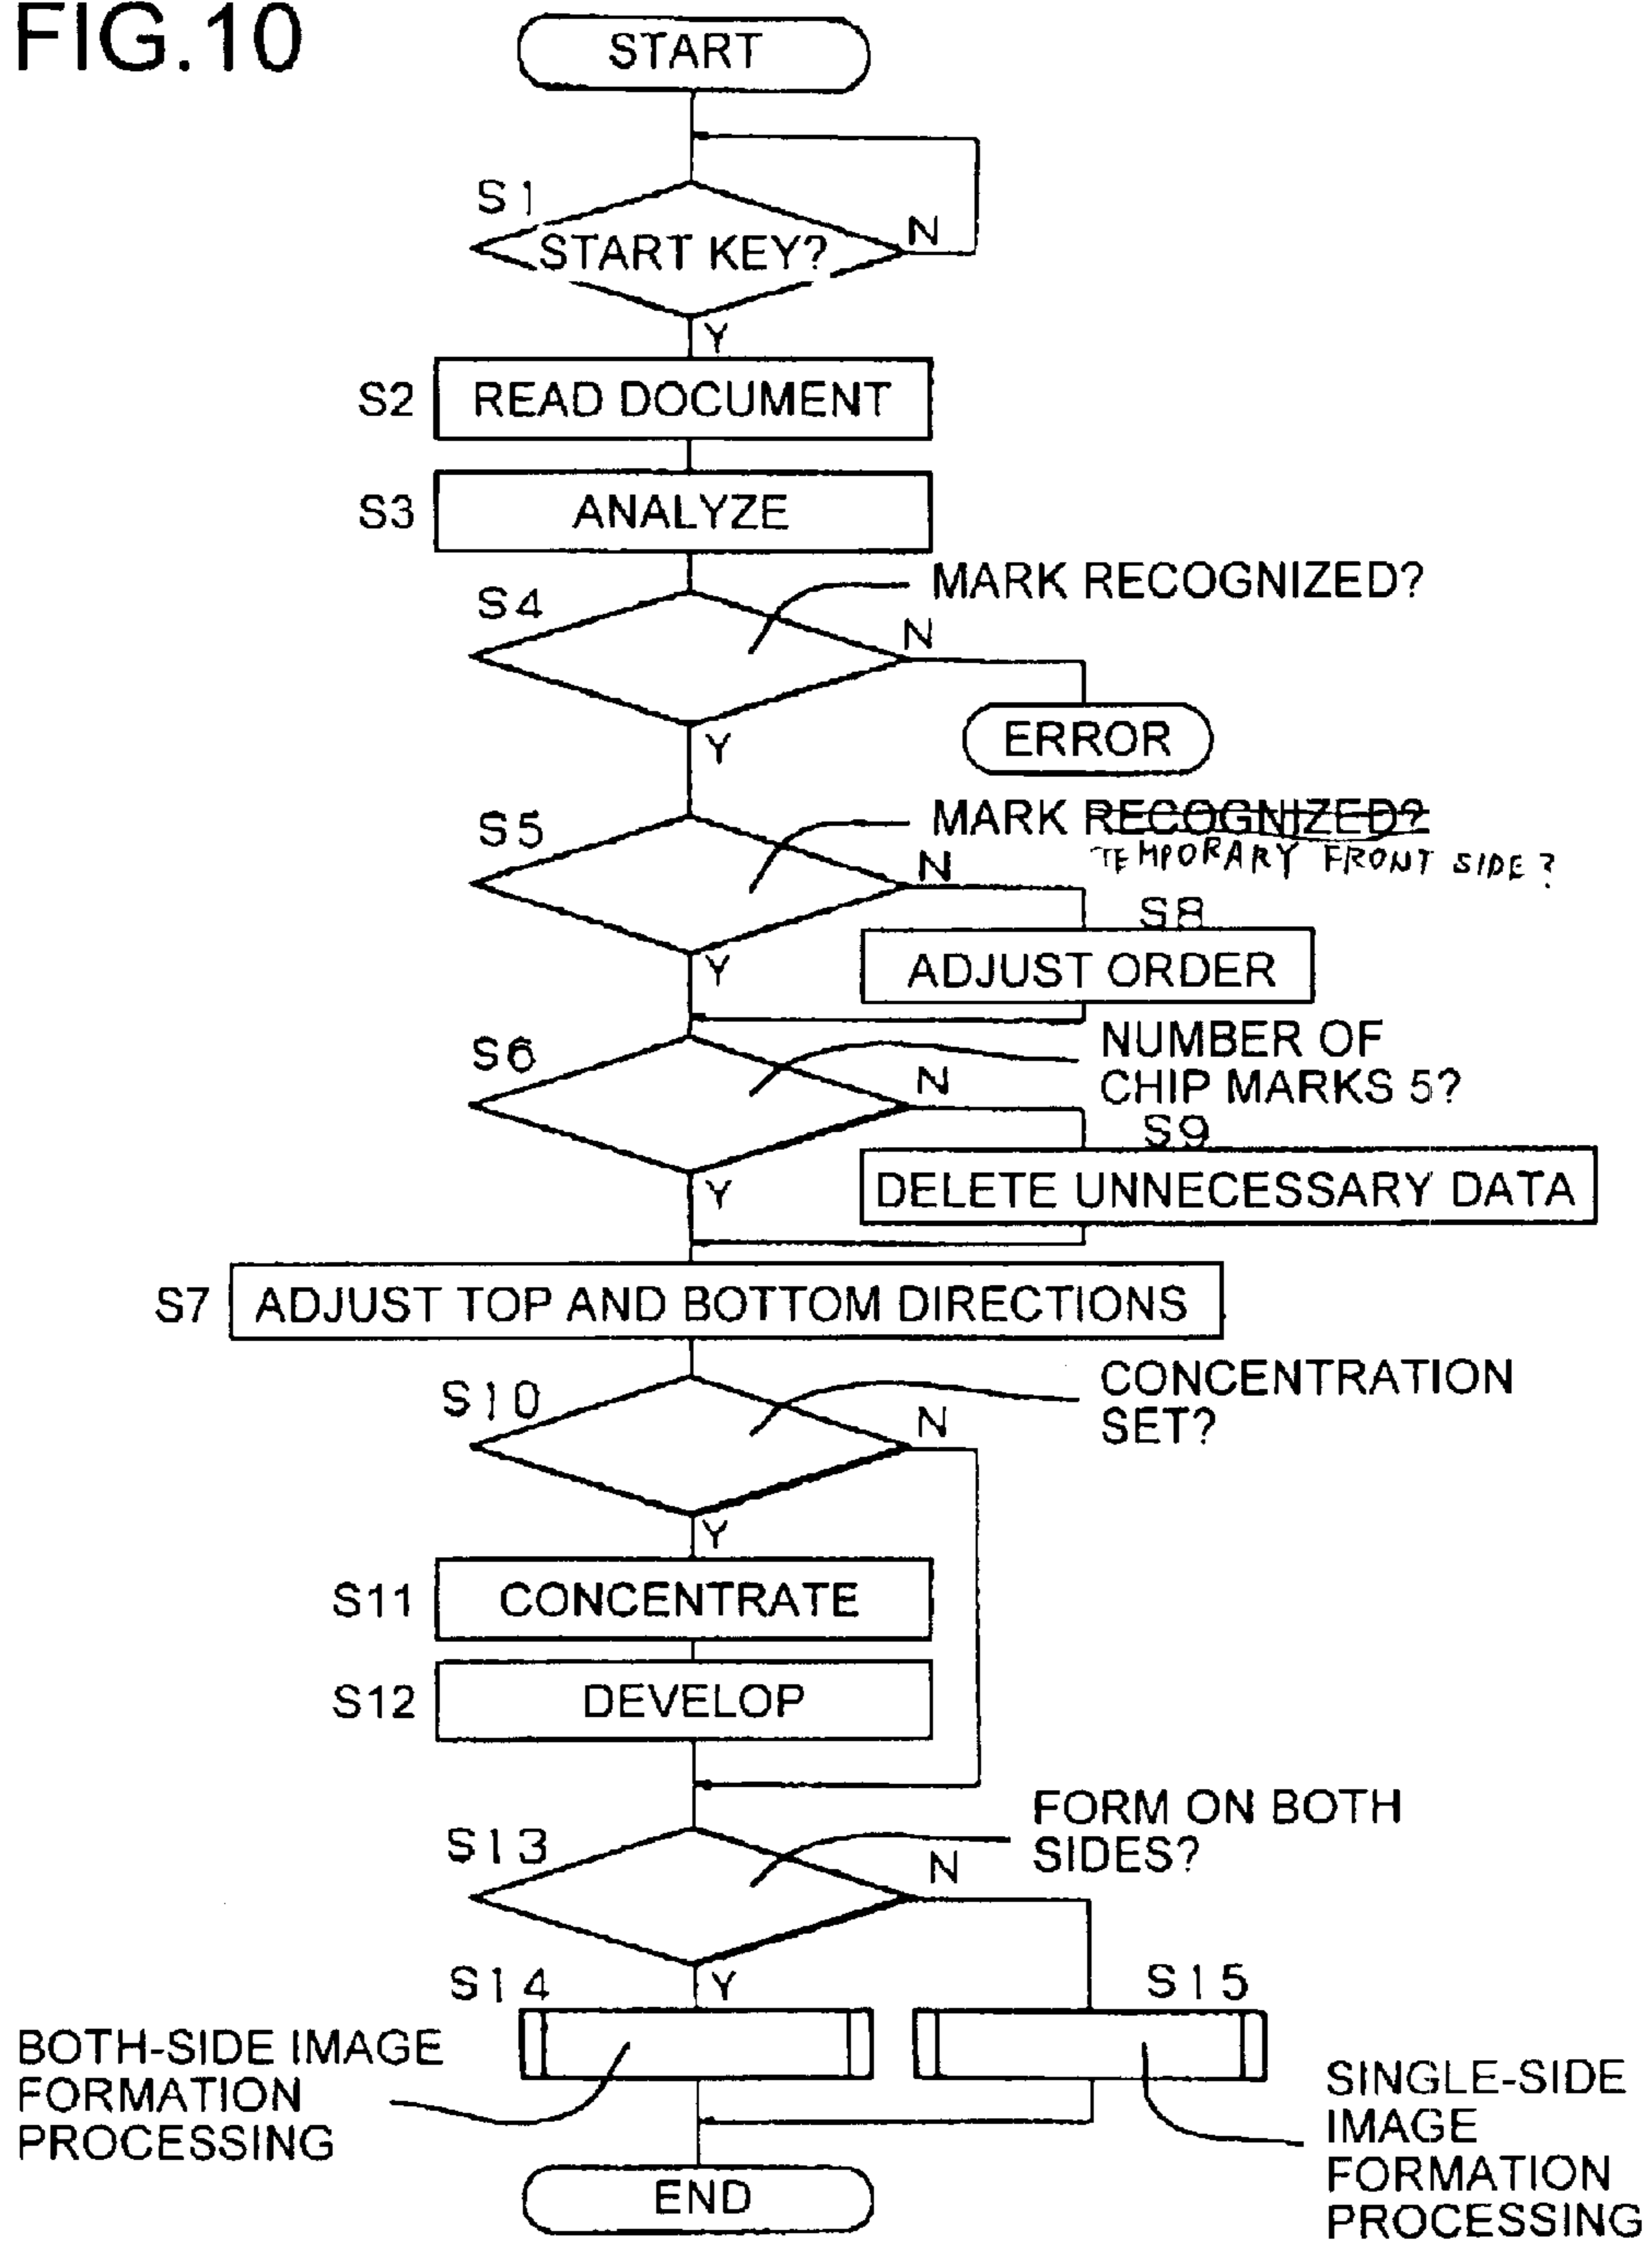 FIG.10
START
S1
START KEY?
N
Y
S2
READ DOCUMENT
S3
ANALYZE
MARK RECOGNIZED?
S4
N
Y
ERROR
MARK RECOGNIZED?
TEMPORARY FRONT SIDE?
S5
N
Y
S8
ADJUST ORDER
NUMBER OF
CHIP MARKS 5?
S6
N
Y
S9
DELETE UNNECESSARY DATA
S7
ADJUST TOP AND BOTTOM DIRECTIONS
CONCENTRATION
SET?
S10
N
Y
S11
CONCENTRATE
S12
DEVELOP
FORM ON BOTH
SIDES?
S13
N
Y
S14
S15
BOTH-SIDE IMAGE
FORMATION
PROCESSING
SINGLE-SIDE
IMAGE
FORMATION
PROCESSING
END